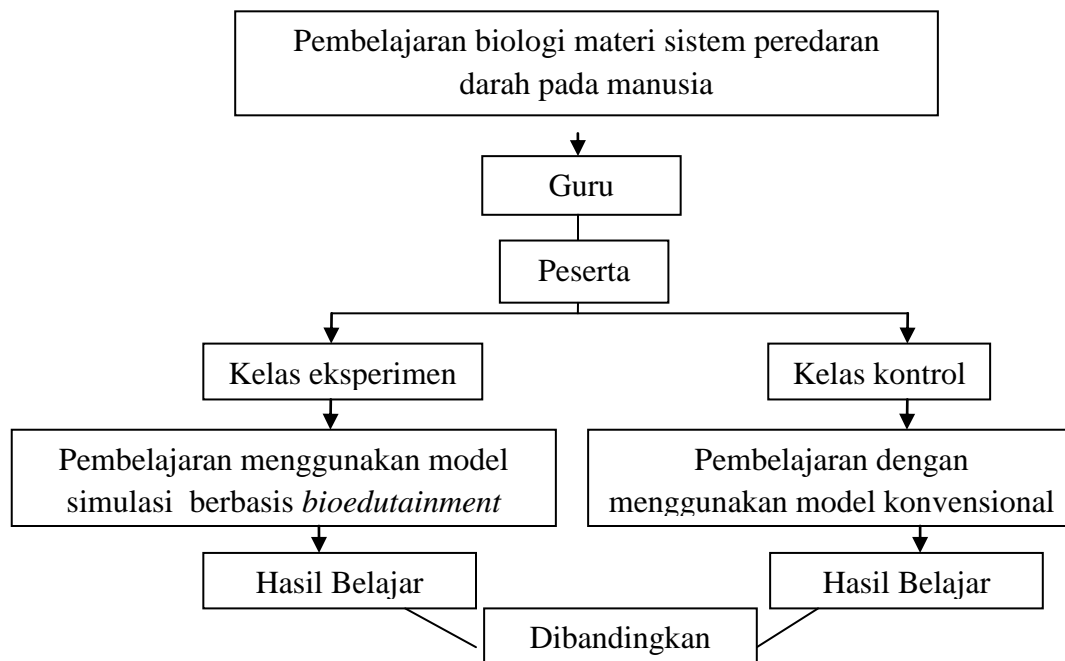 Pembelajaran biologi materi sistem peredaran
darah pada manusia
Guru
Peserta
Kelas eksperimen
Kelas kontrol
Pembelajaran menggunakan model
simulasi berbasis bioedutainment
Pembelajaran dengan
menggunakan model konvensional
Hasil Belajar
Hasil Belajar
Dibandingkan